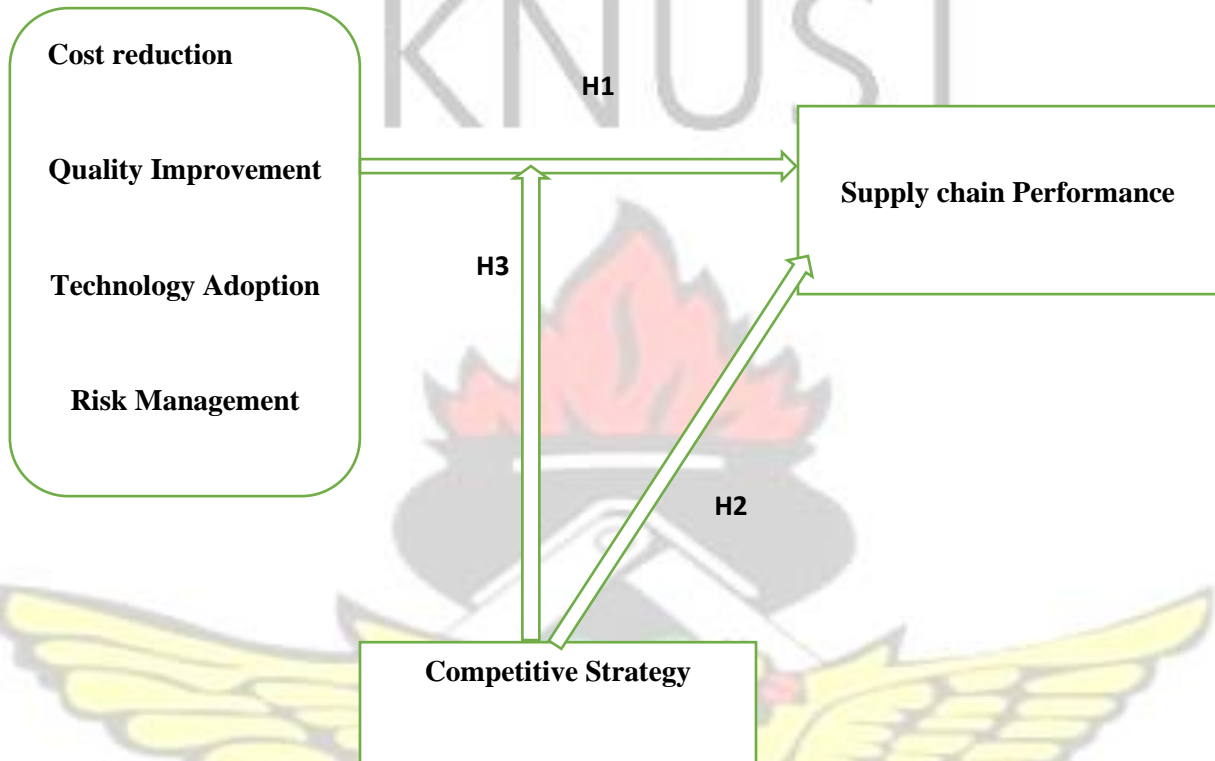 KNUST
Cost reduction
H1
Quality Improvement
Supply chain Performance
H3
Technology Adoption
Risk Management
H2
Competitive Strategy